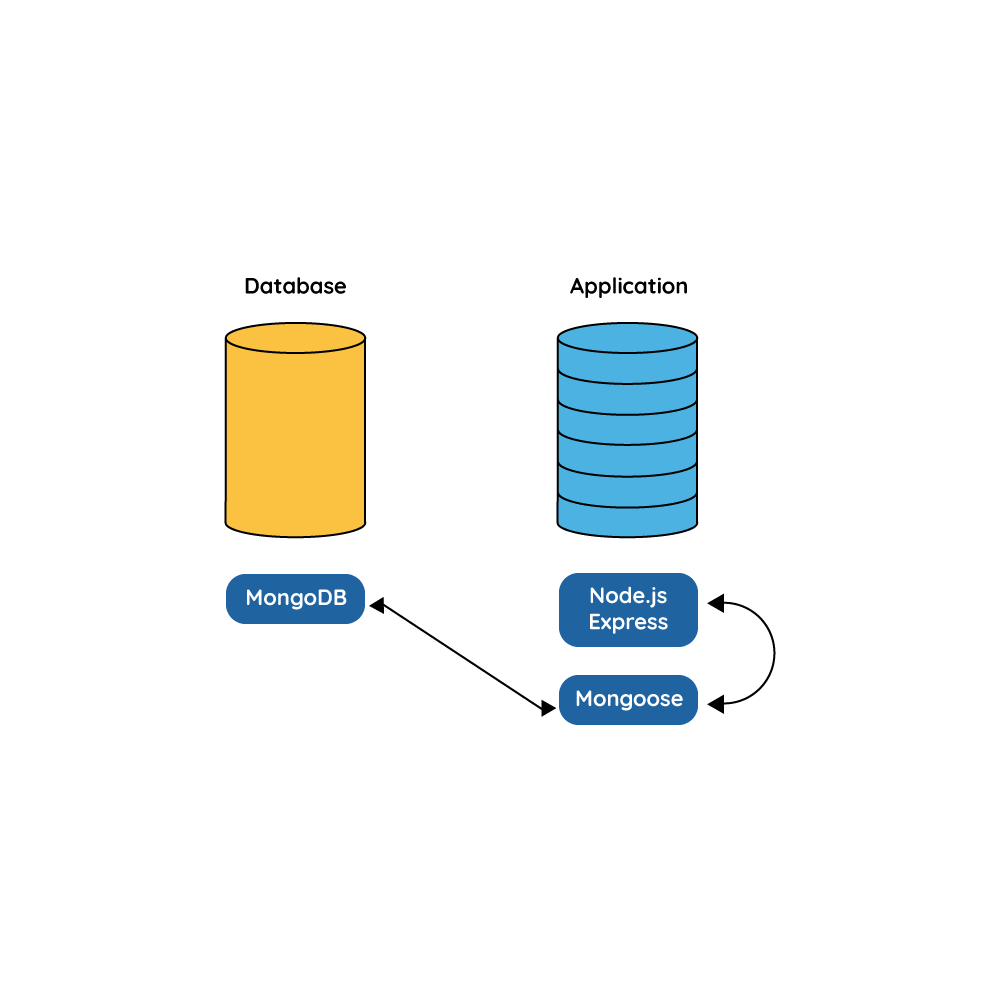 Database
Application
MongoDB
Node.js
Express
Mongoose